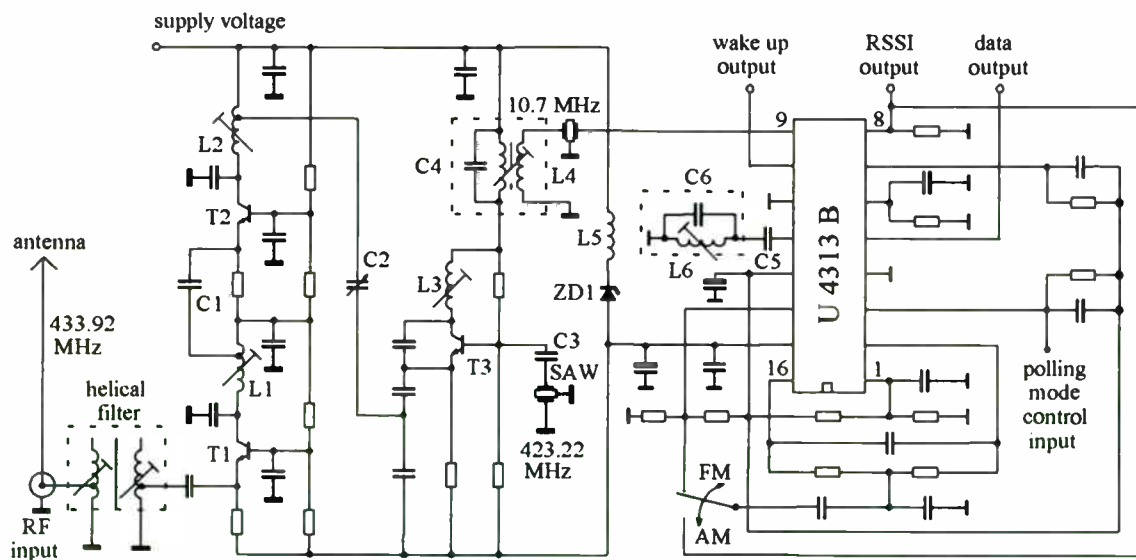 supply voltage
wake up
output
RSSI
output
data
output
10.7 MHz
9
8
L2
C4
L4
C6
T2
antenna
C2
L5
L6
C5
U 4313 B
C1
L3
ZD1
433.92
MHz
C3
T3
SAW
16
1
helical
filter
L1
polling
mode
control
input
T1
423.22
MHz
FM
AM
RF
input